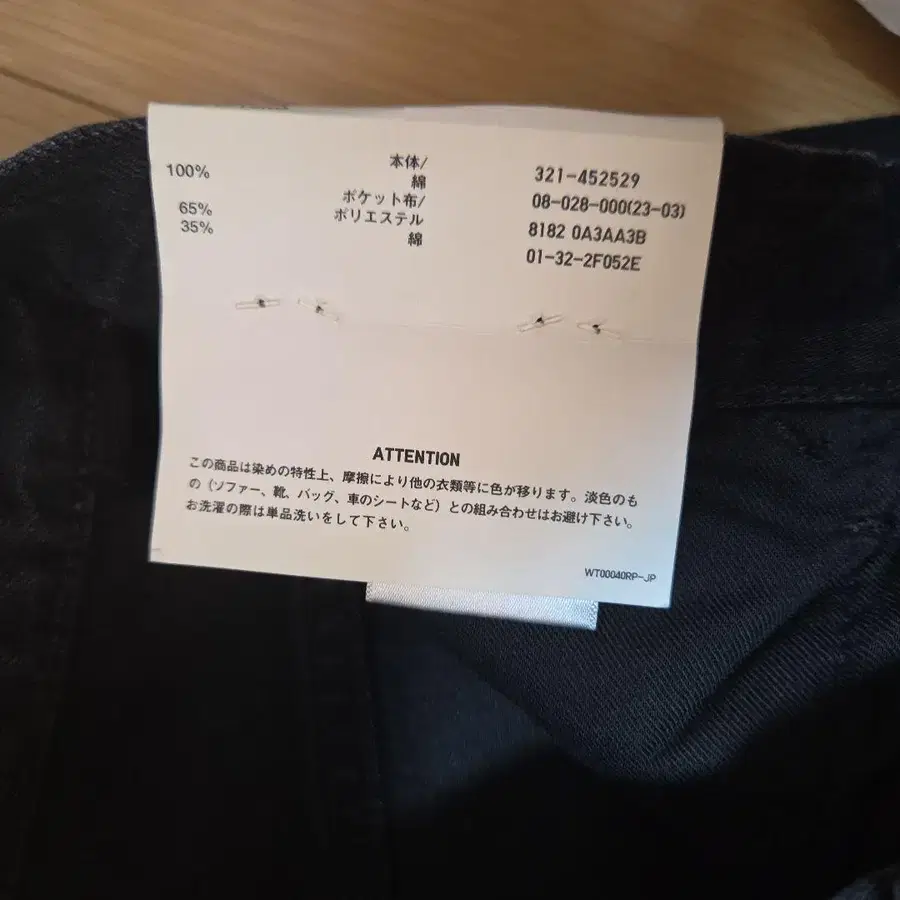 本体/
100% 綿
ポケット布/
65% ポリエステル
35% 綿
321-452529
08-028-000(23-03)
8182 0A3AA3B
01-32-2F052E
ATTENTION
この商品は染めの特性上、摩擦により他の衣類等に色が移ります。淡色のも
の（ソファー、靴、バッグ、車のシートなど）との組み合わせはお避け下さい。
お洗濯の際は単品洗いをして下さい。
WT00040RP-JP